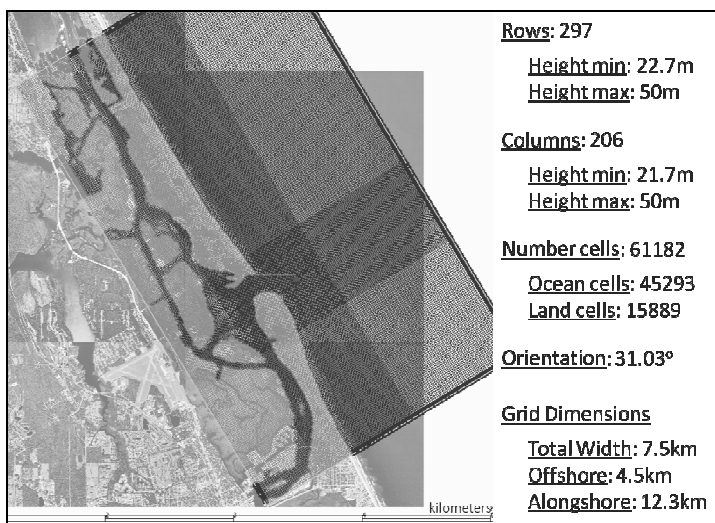 Rows: 297
Height min: 22.7m
Height max: 50m
Columns: 206
Height min: 21.7m
Height max: 50m
Number cells: 61182
Ocean cells: 45293
Land cells: 15889
Orientation: 31.03º
Grid Dimensions
Total Width: 7.5km
Offshore: 4.5km
Alongshore: 12.3km
kilometers